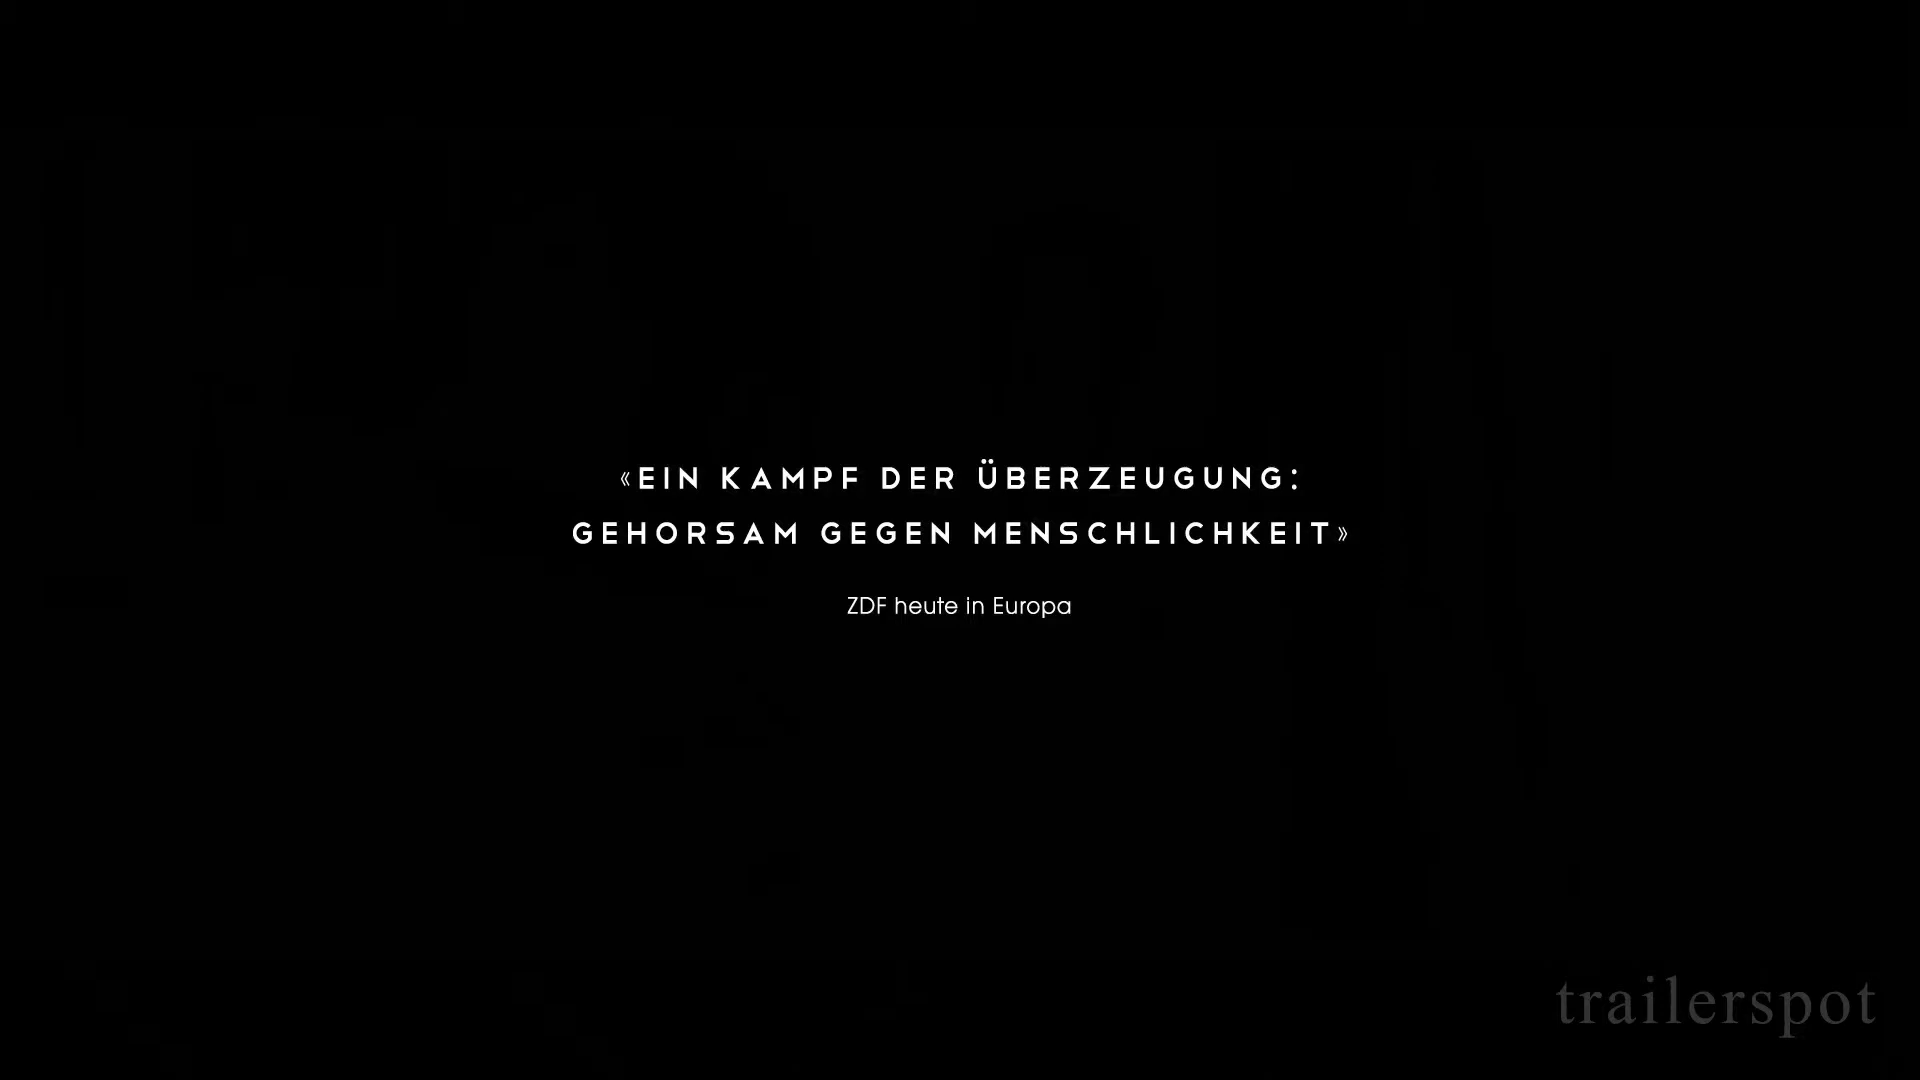 «EIN KAMPF DER ÜBERZEUGUNG:
GEHORSAM GEGEN MENSCHLICHKEIT»
ZDF heute in Europa
trailerspot